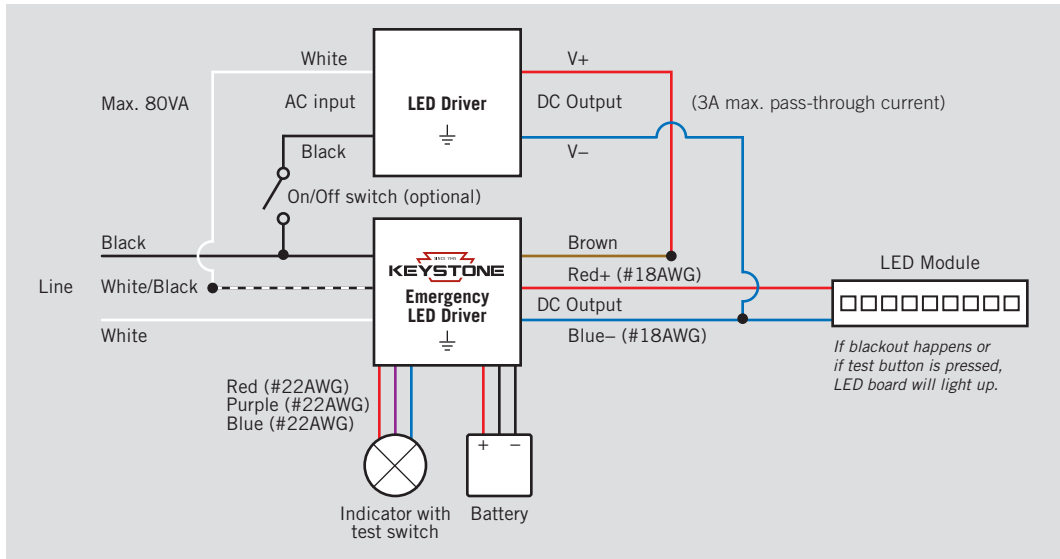 White
V+
Max. 80VA
AC input
LED Driver
DC Output
(3A max. pass-through current)
Black
V–
On/Off switch (optional)
Black
SINCE 1945
KEYSTONE
Brown
Red+ (#18AWG)
LED Module
Line
White/Black
Emergency
LED Driver
DC Output
White
Blue– (#18AWG)
If blackout happens or
if test button is pressed,
LED board will light up.
Red (#22AWG)
Purple (#22AWG)
Blue (#22AWG)
+ –
Indicator with
test switch
Battery